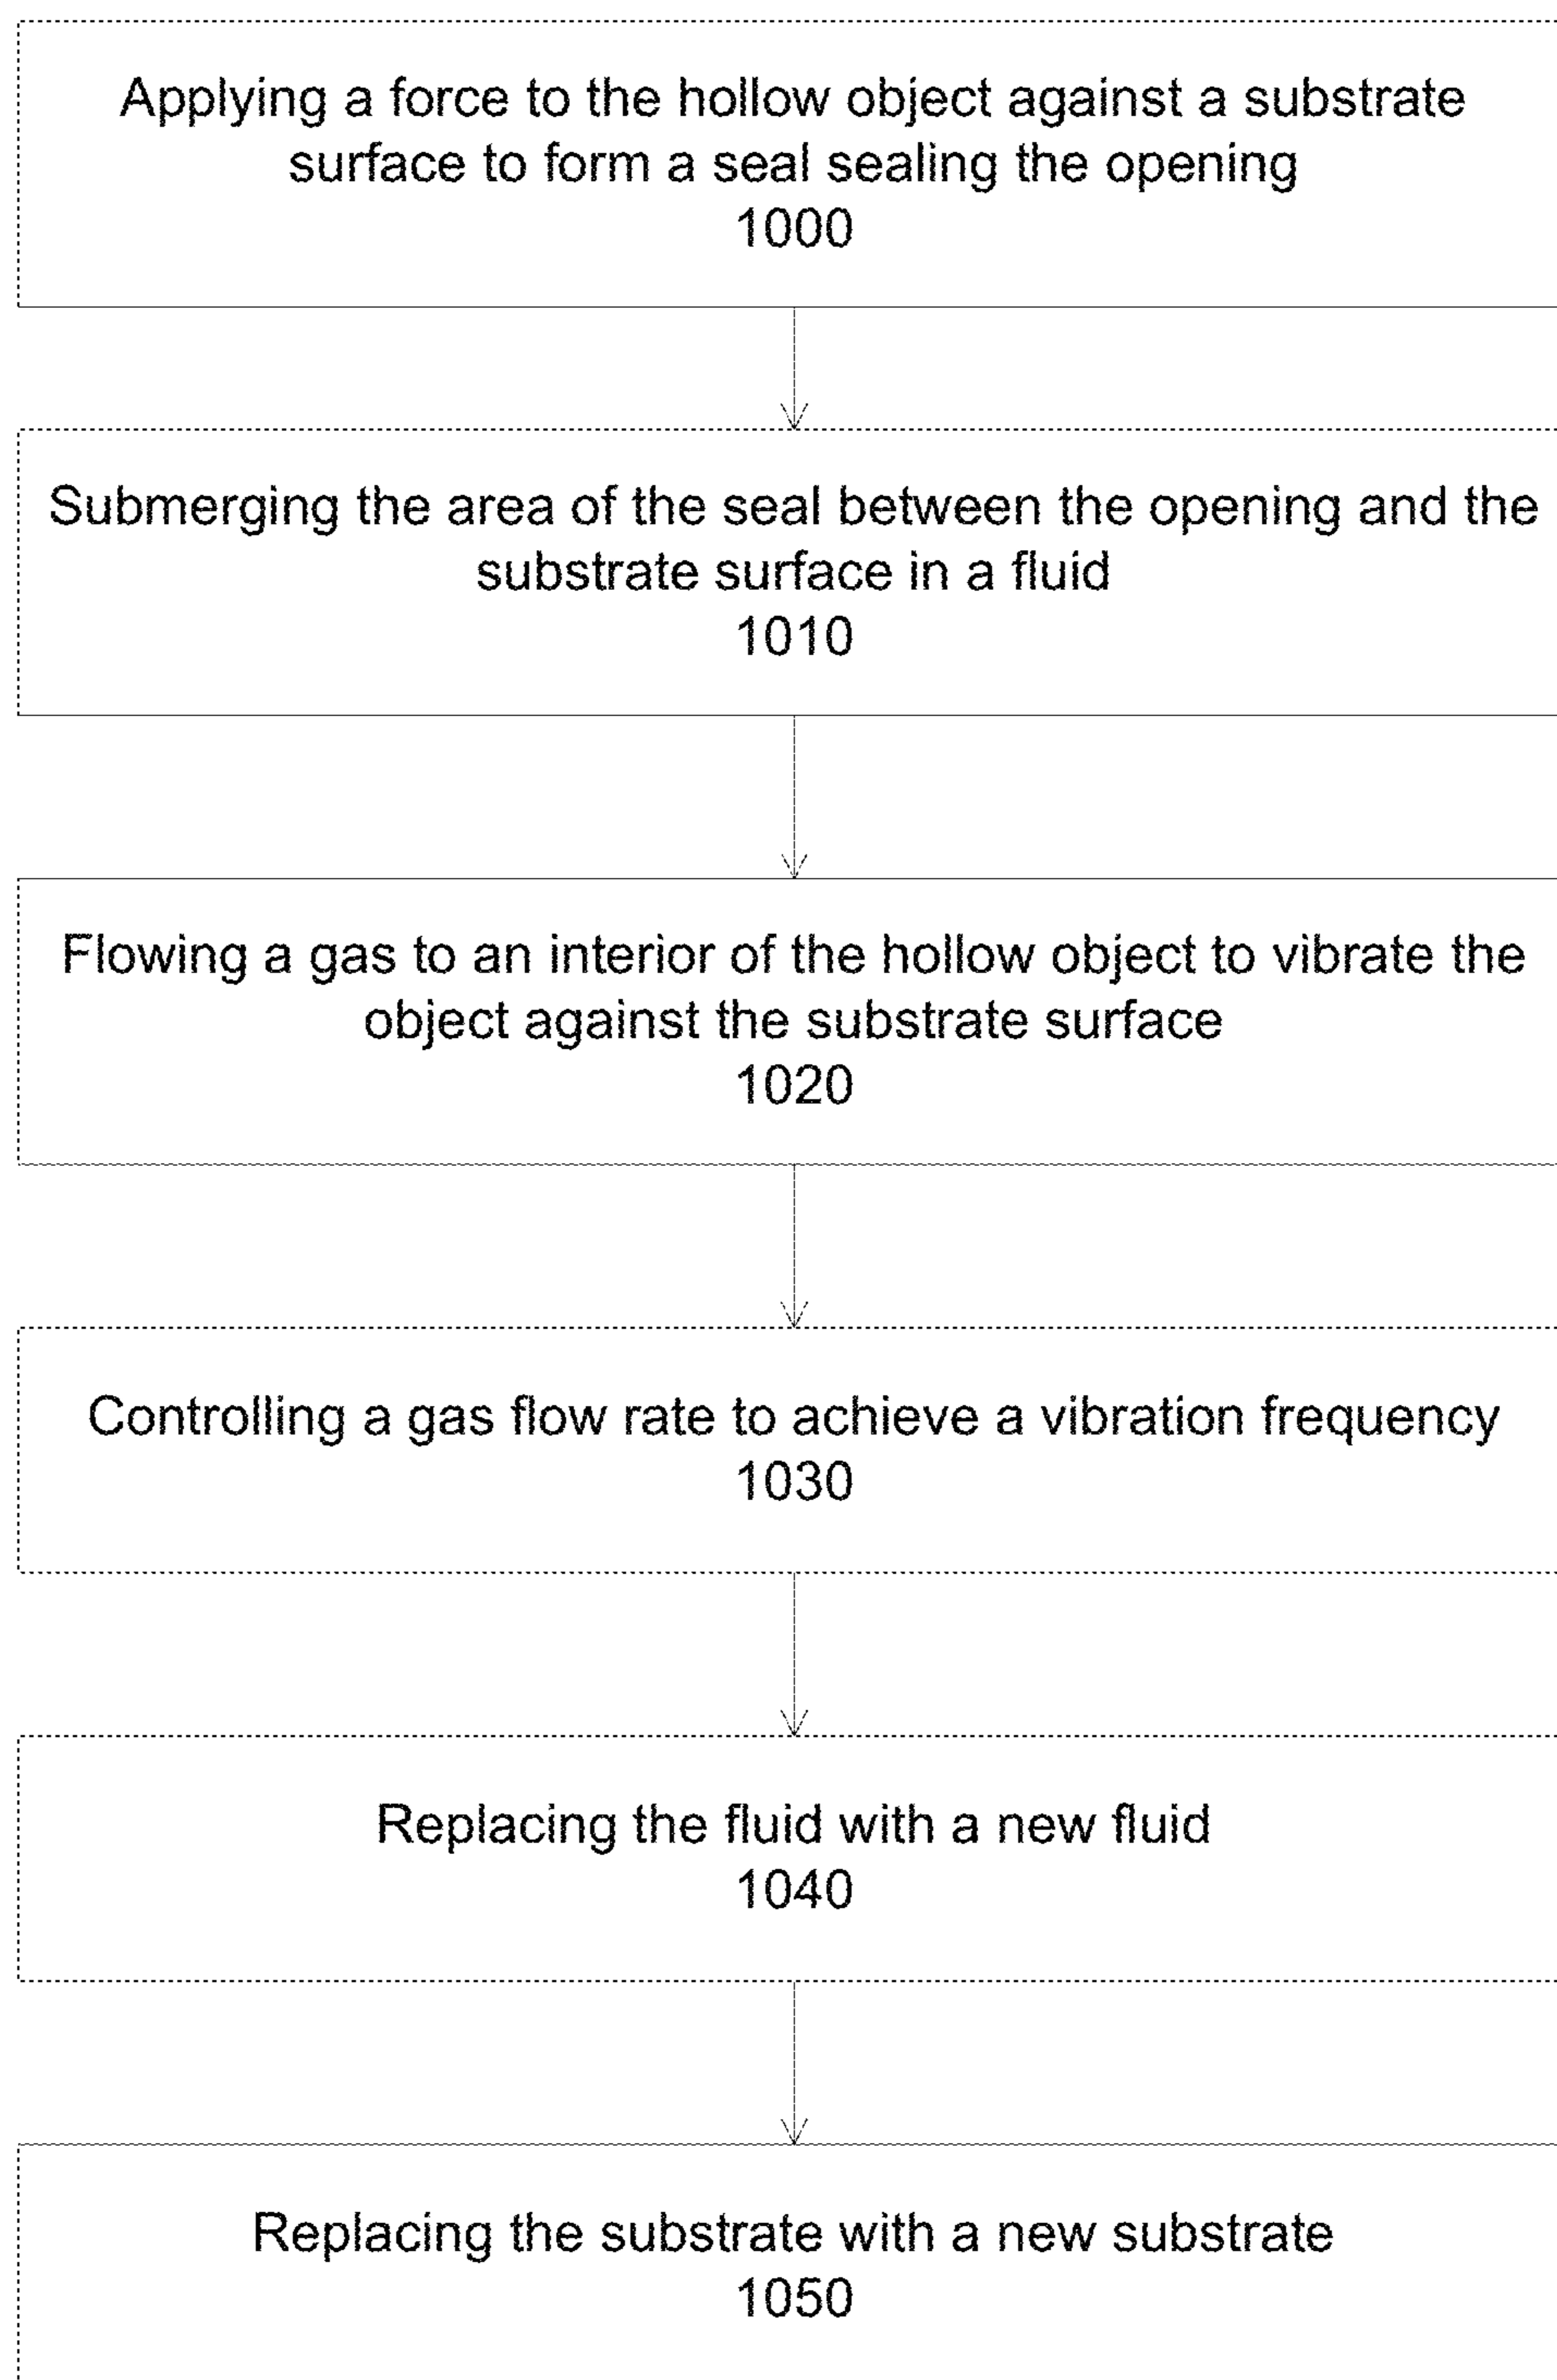 Applying a force to the hollow object against a substrate
surface to form a seal sealing the opening
1000
Submerging the area of the seal between the opening and the
substrate surface in a fluid
1010
Flowing a gas to an interior of the hollow object to vibrate the
object against the substrate surface
1020
Controlling a gas flow rate to achieve a vibration frequency
1030
Replacing the fluid with a new fluid
1040
Replacing the substrate with a new substrate
1050